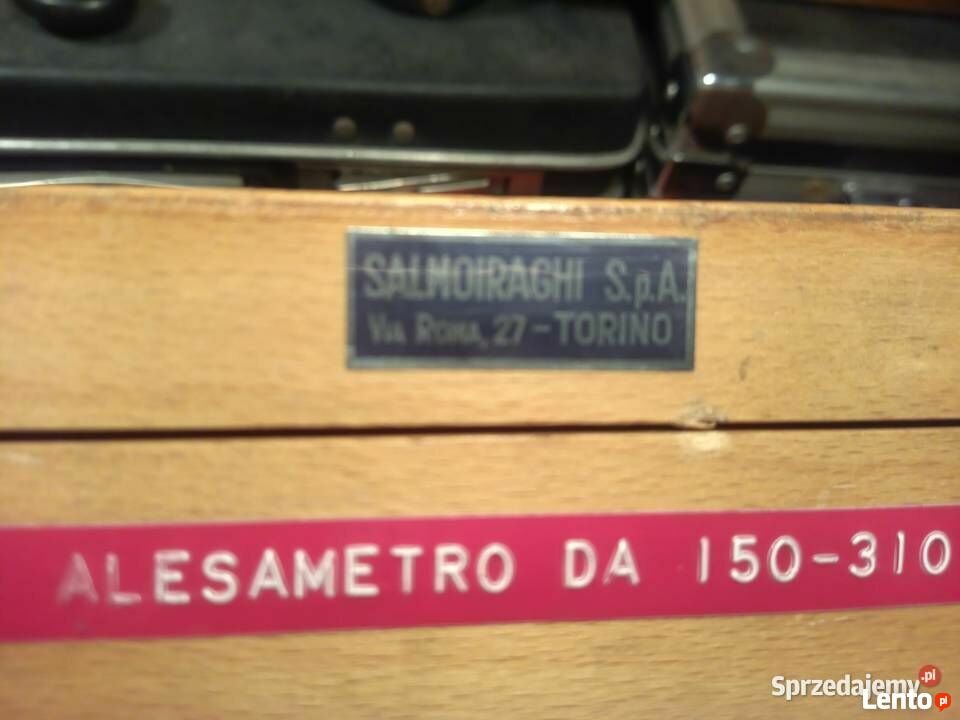 SALMOIRAGHI S.p.A.
VIA ROMA, 27 - TORINO
ALESAMETRO DA 150-310
Sprzedajemy.pl
Lento.pl